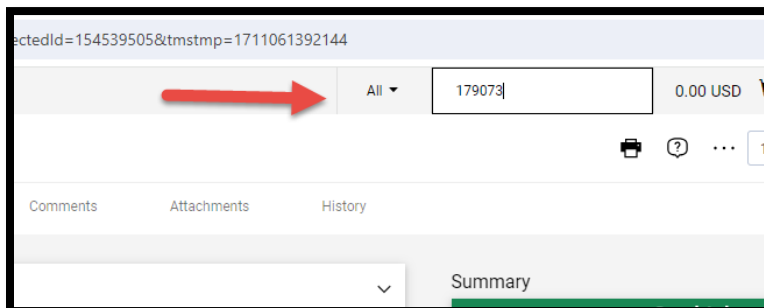 ectedId=154539505&tmstmp=1711061392144
All 179073 0.00 USD
Comments Attachments History
Summary